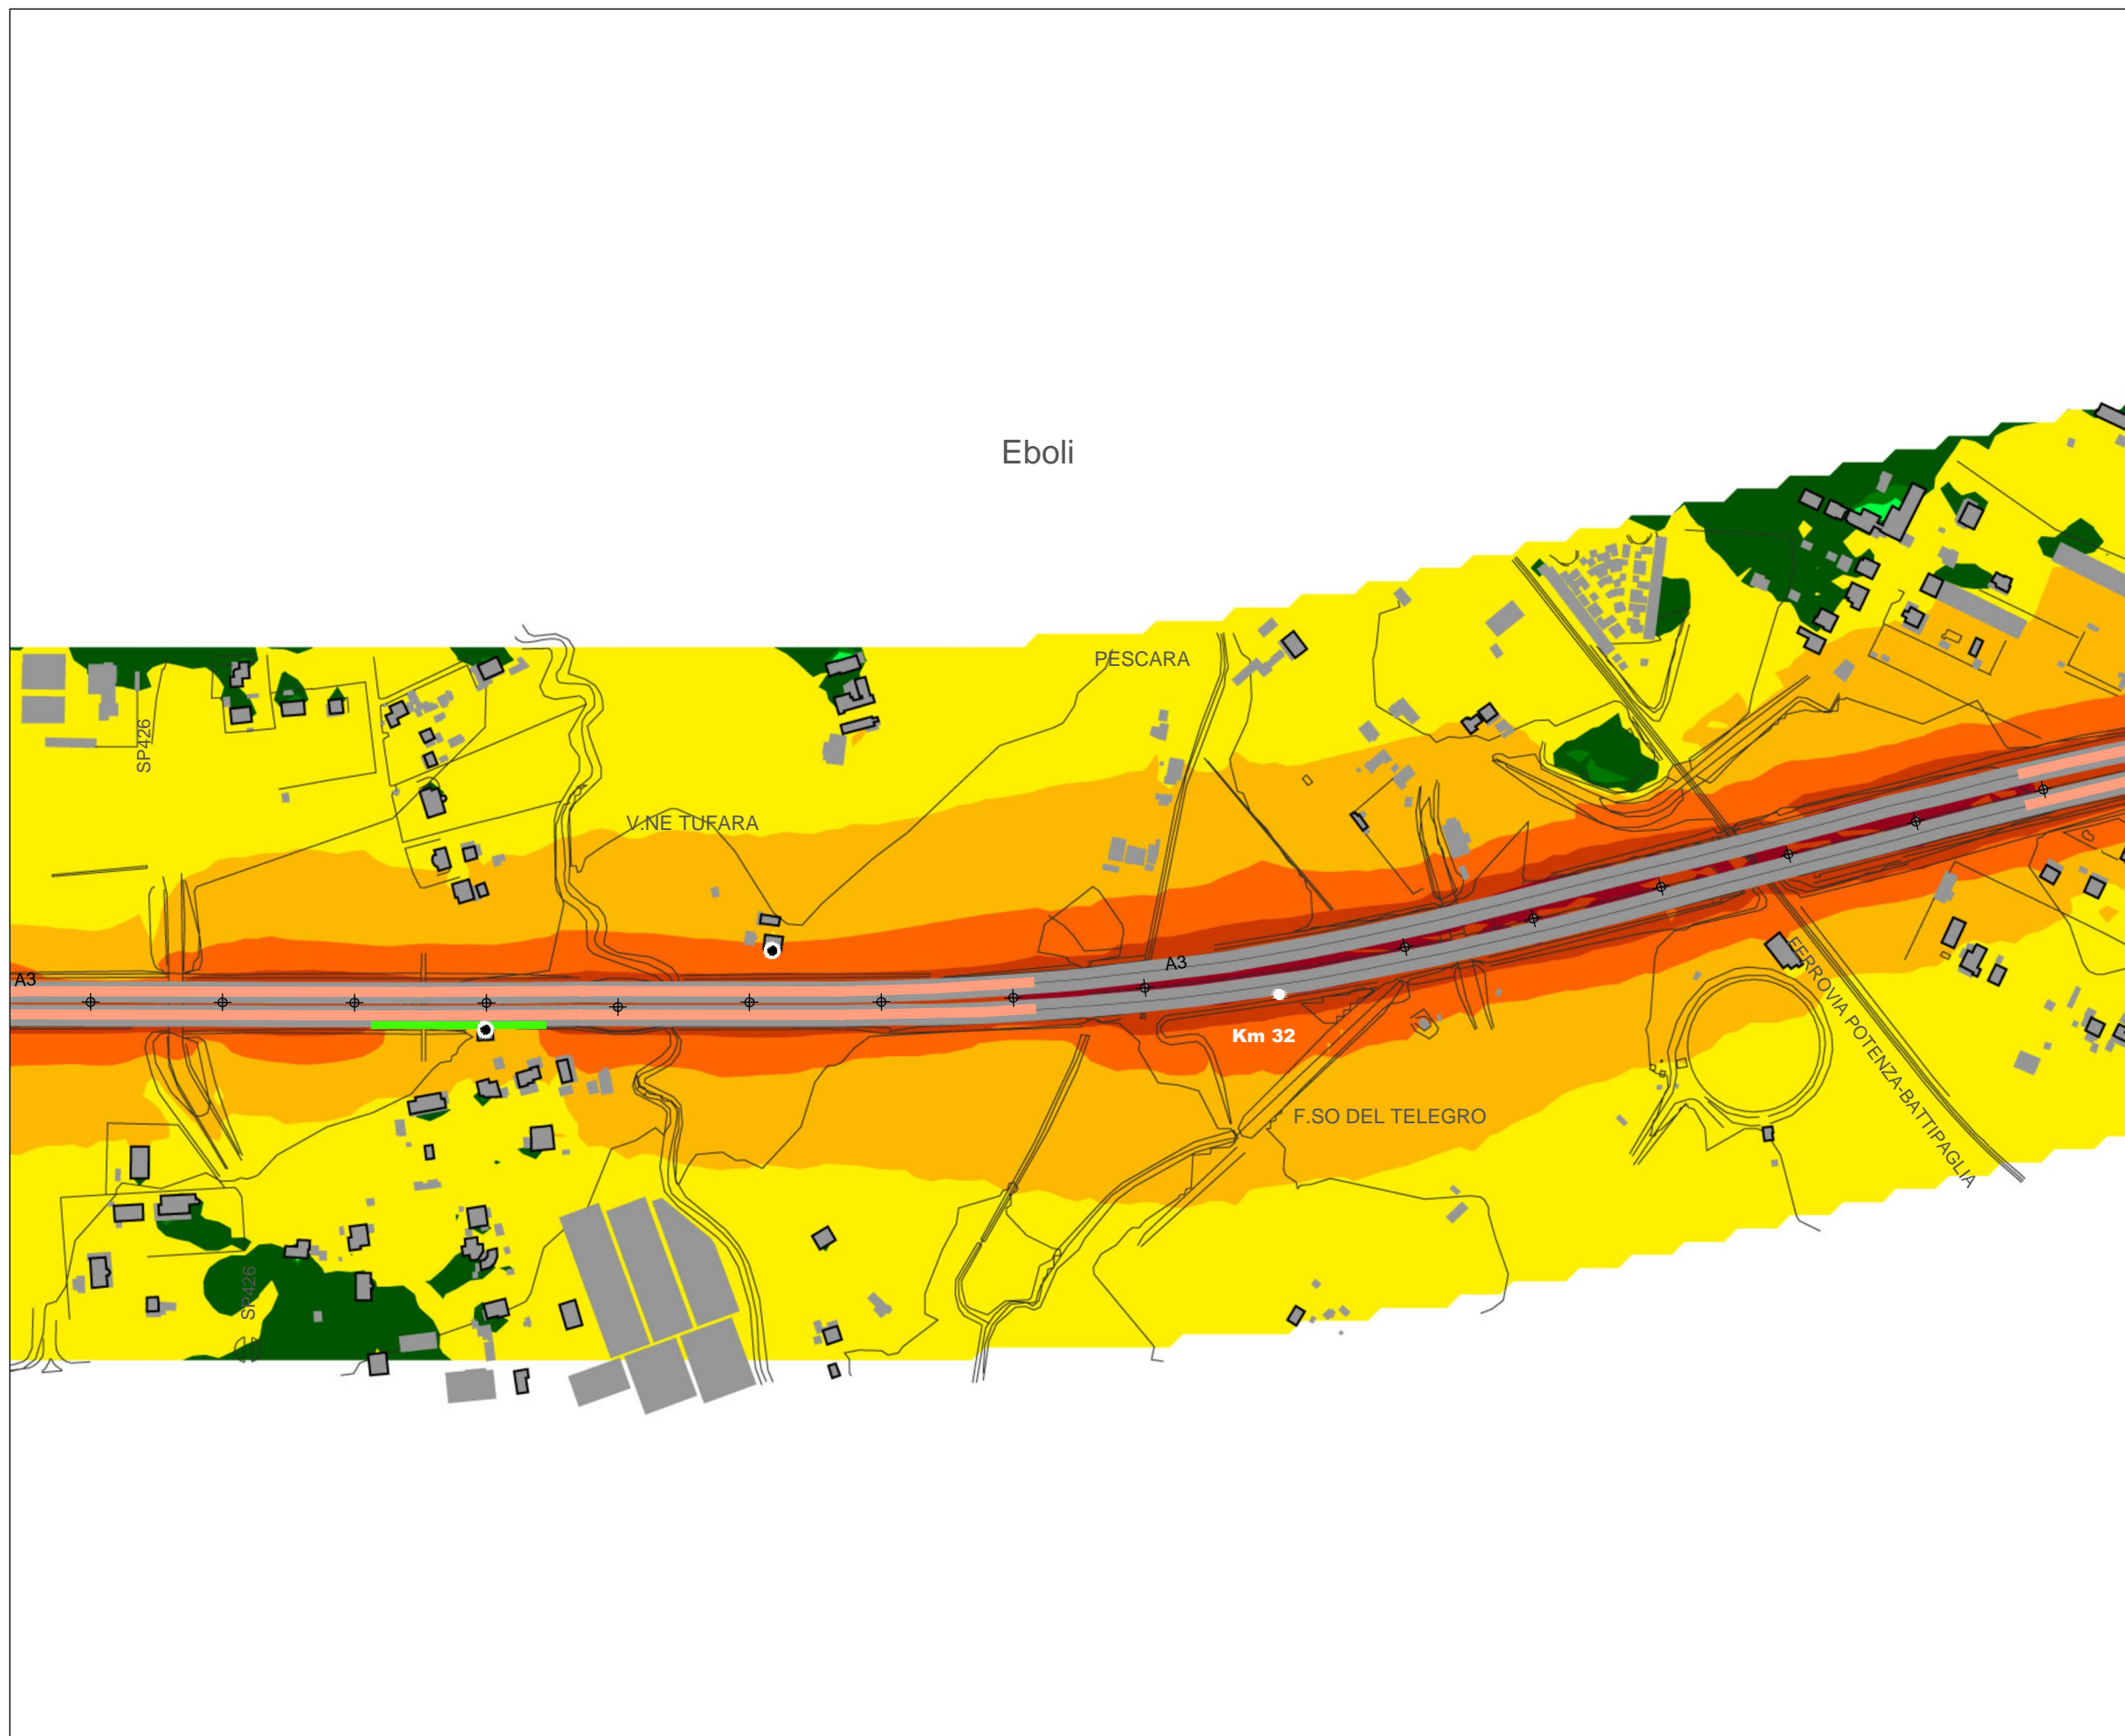 Eboli
PESCARA
SP426
V.NE TUFARA
A3
A3
Km 32
FERROVIA POTENZA-BATTIPAGLIA
F.SO DEL TELEGRO
SP426